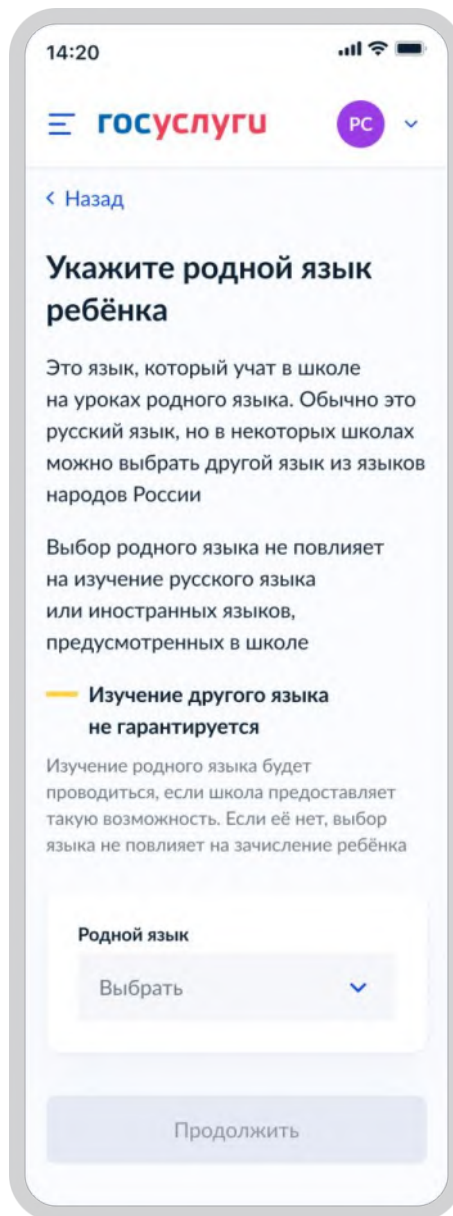 14:20
госуслуги
РС
Назад
Укажите родной язык
ребёнка
Это язык, который учат в школе
на уроках родного языка. Обычно это
русский язык, но в некоторых школах
можно выбрать другой язык из языков
народов России
Выбор родного языка не повлияет
на изучение русского языка
или иностранных языков,
предусмотренных в школе
Изучение другого языка
не гарантируется
Изучение родного языка будет
проводиться, если школа предоставляет
такую возможность. Если её нет, выбор
языка не повлияет на зачисление ребёнка
Родной язык
Выбрать
Продолжить